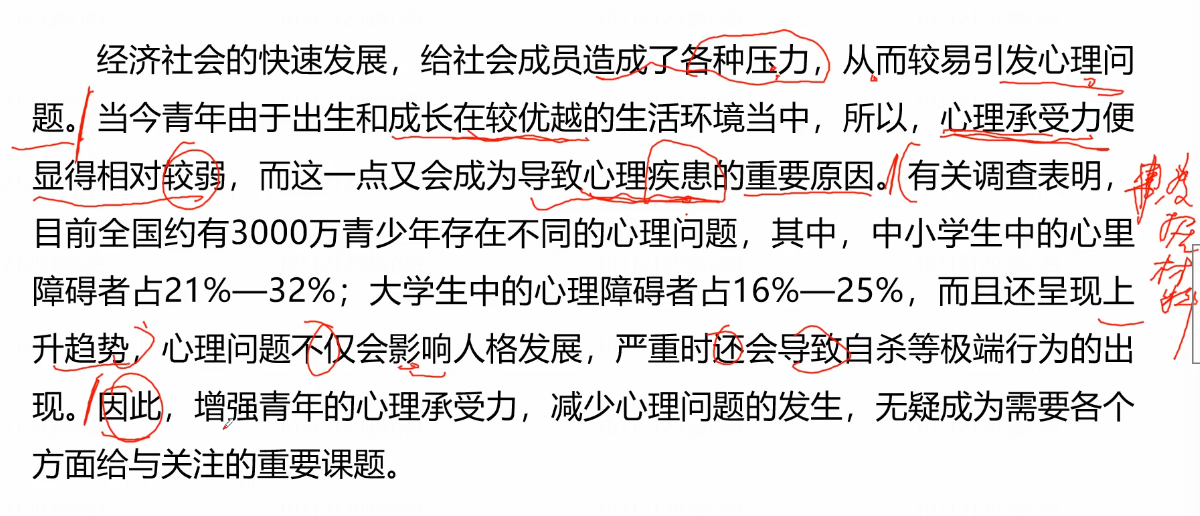 经济社会的快速发展，给社会成员造成了各种压力，从而较易引发心理问
题。当今青年由于出生和成长在较优越的生活环境当中，所以，心理承受力便
显得相对较弱，而这一点又会成为导致心理疾患的重要原因。有关调查表明，
目前全国约有3000万青少年存在不同的心理问题，其中，中小学生中的心里
障碍者占21%—32%；大学生中的心理障碍者占16%—25%，而且还呈现上
升趋势，心理问题不仅会影响人格发展，严重时还会导致自杀等极端行为的出
现。因此，增强青年的心理承受力，减少心理问题的发生，无疑成为需要各个
方面给与关注的重要课题。